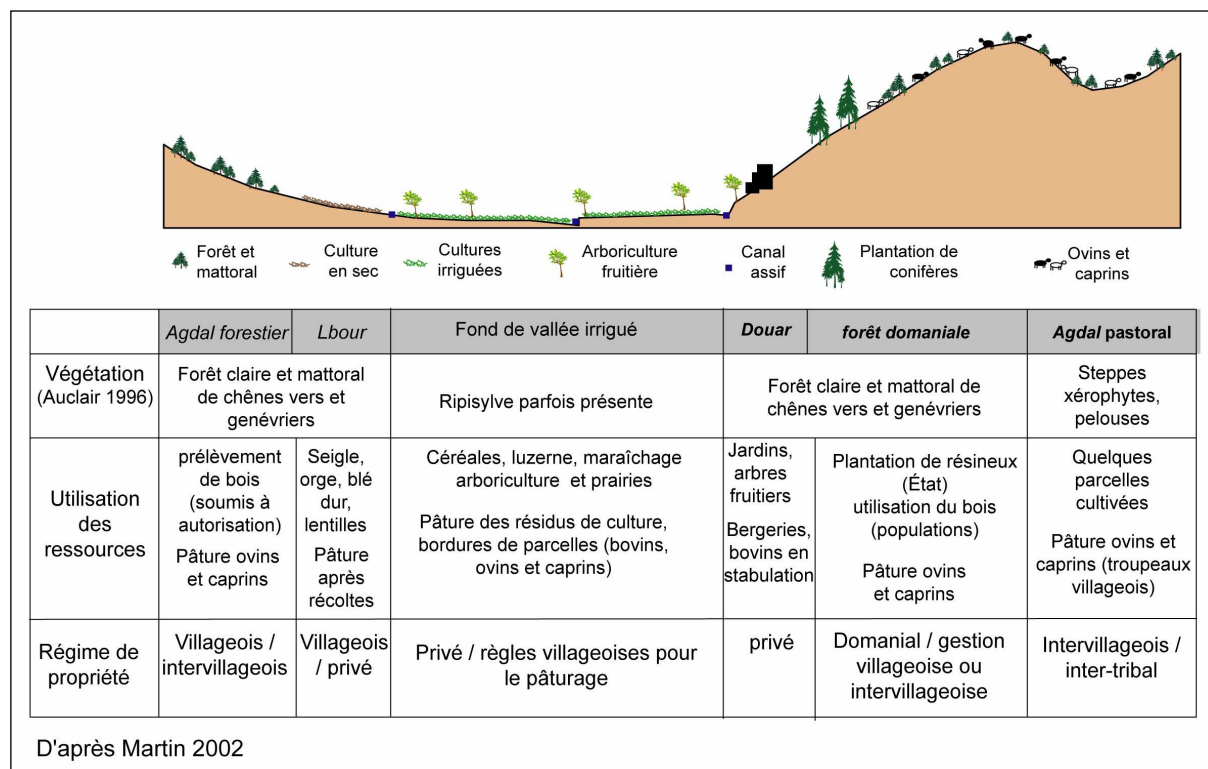 Forêt et
mattoral
Culture
en sec
Cultures
irriguées
Arboriculture
fruitière
Canal
assif
Plantation de
conifères
Ovins et
caprins
Agdal forestier
Lbour
Fond de vallée irrigué
Douar
forêt domaniale
Agdal pastoral
Végétation
(Auclair 1996)
Forêt claire et mattoral
de chênes vers et
genévriers
Ripisylve parfois présente
Forêt claire et mattoral de
chênes vers et genévriers
Steppes
xérophytes,
pelouses
Utilisation
des
ressources
prélèvement
de bois
(soumis à
autorisation)
Pâture ovins
et caprins
Seigle,
orge, blé
dur,
lentilles
Pâture
après
récoltes
Céréales, luzerne, maraîchage
arboriculture et prairies
Pâture des résidus de culture,
bordures de parcelles (bovins,
ovins et caprins)
Jardins,
arbres
fruitiers
Bergeries,
bovins en
stabulation
Plantation de résineux
(État)
utilisation du bois
(populations)
Pâture ovins
et caprins
Quelques
parcelles
cultivées
Pâture ovins et
caprins (troupeaux
villageois)
Régime de
propriété
Villageois /
intervillageois
Villageois
/ privé
Privé / règles villageoises pour
le pâturage
privé
Domanial / gestion
villageoise ou
intervillageoise
Intervillageois /
inter-tribal
D'après Martin 2002